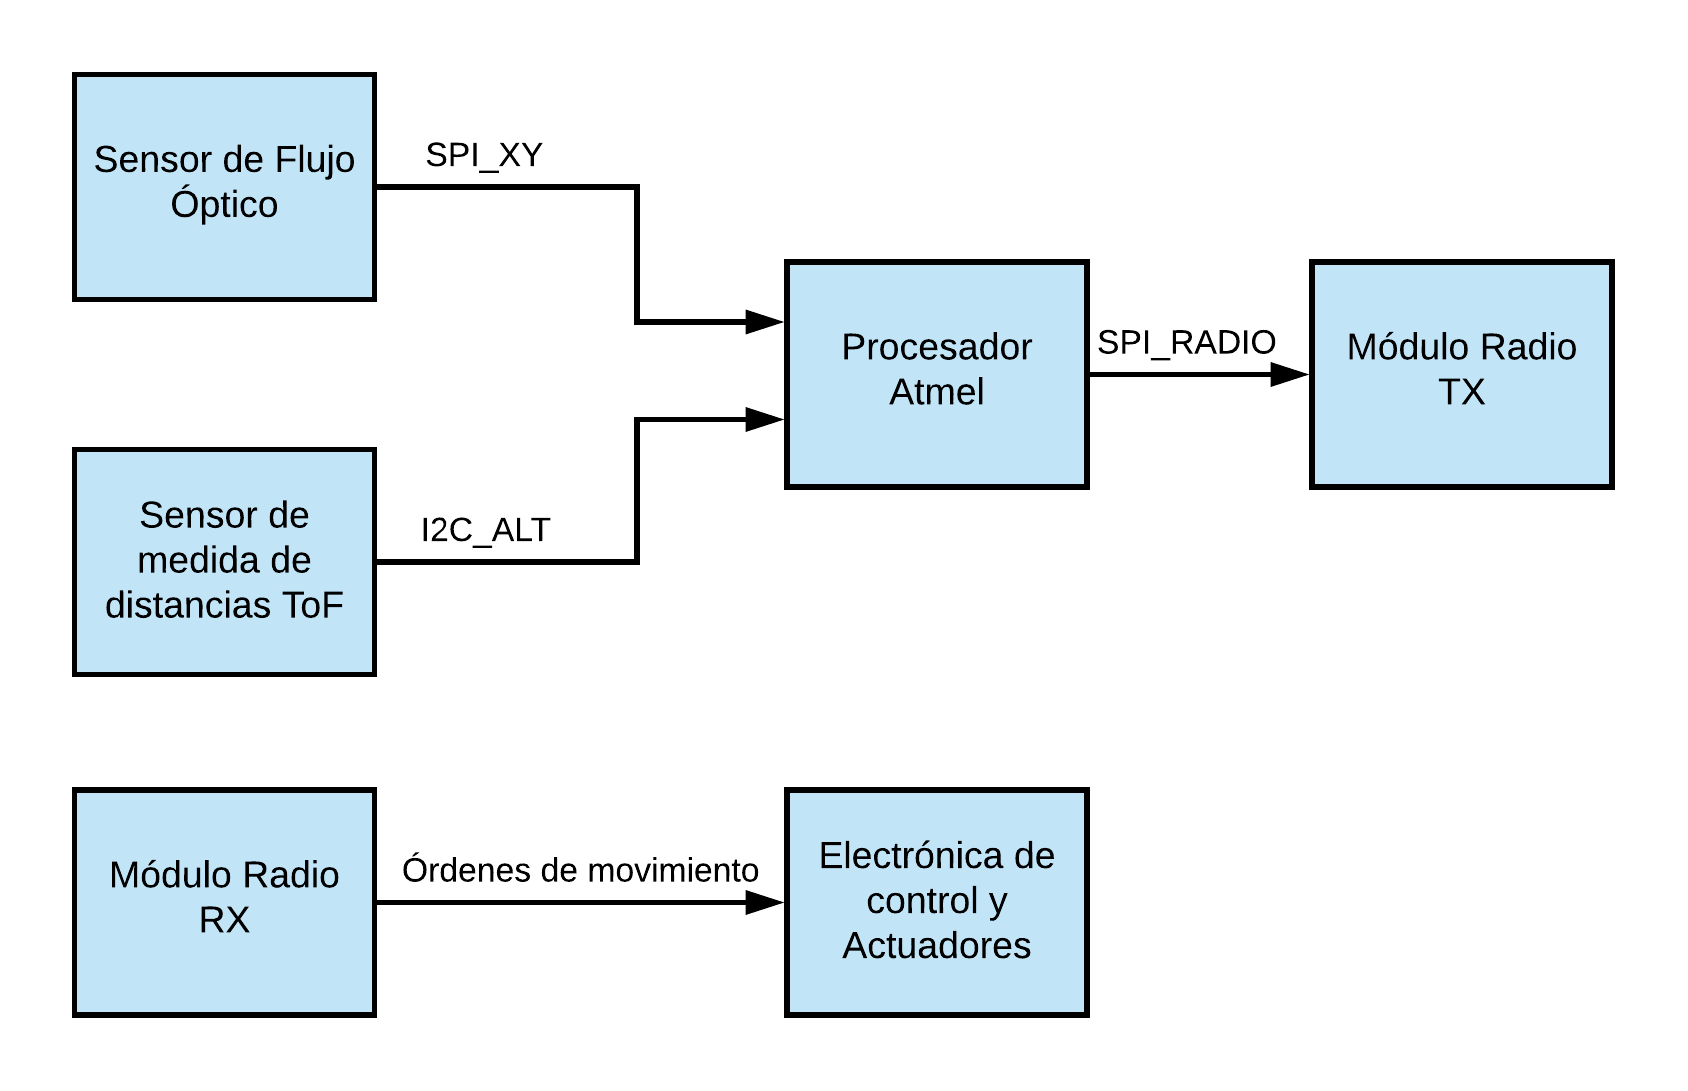 Sensor de Flujo
Óptico
SPI_XY
Procesador
Atmel
SPI_RADIO
Módulo Radio
TX
Sensor de
medida de
distancias ToF
I2C_ALT
Módulo Radio
RX
Órdenes de movimiento
Electrónica de
control y
Actuadores